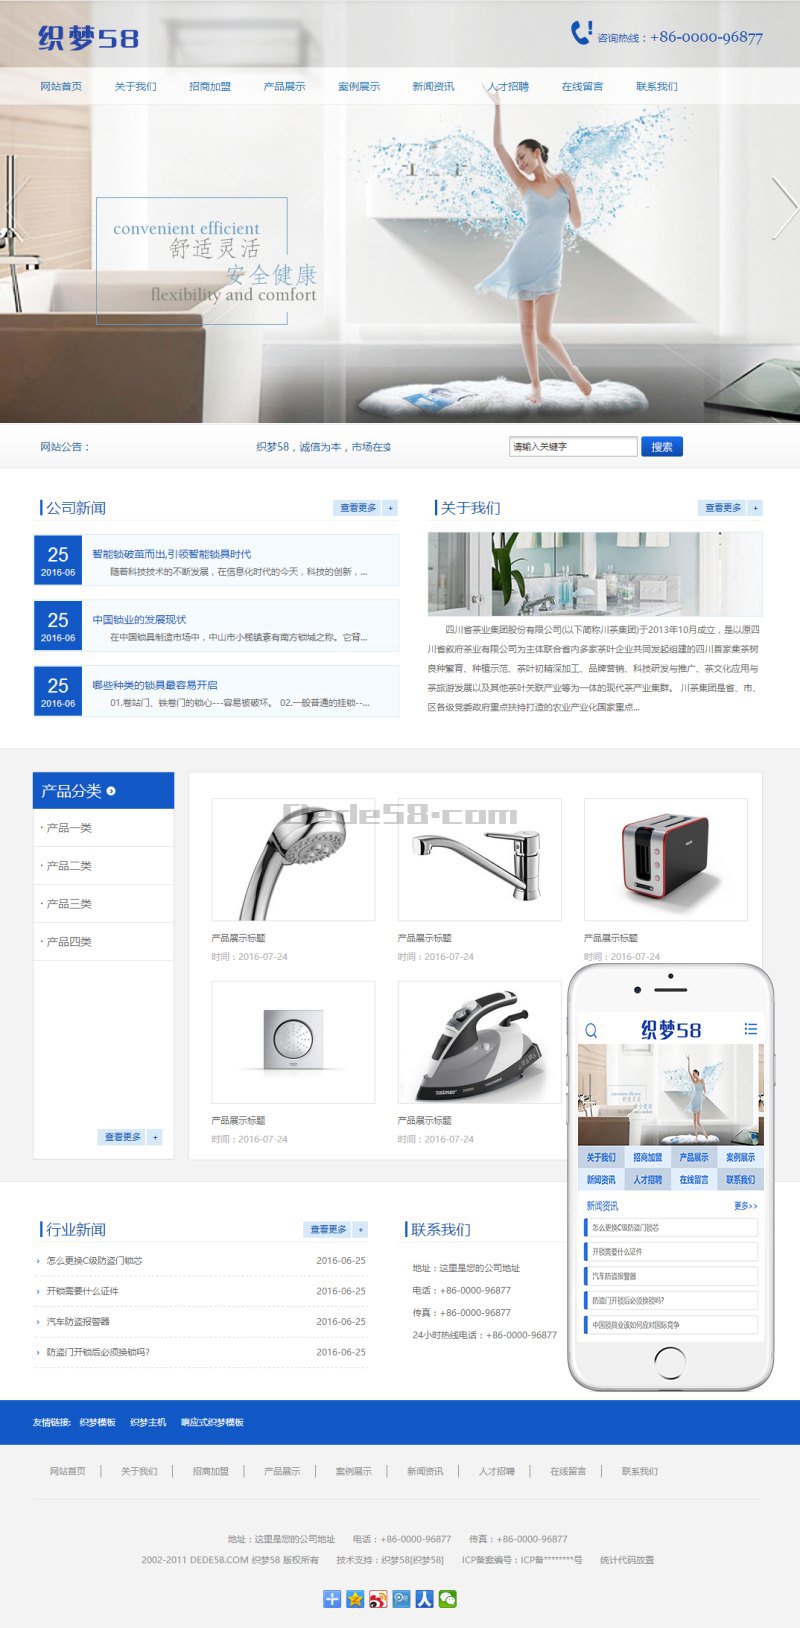 织梦58
咨询热线：+86-0000-96877
网站首页 关于我们 招商加盟 产品展示 案例展示 新闻资讯 人才招聘 在线留言 联系我们
convenient efficient
舒适灵活
安全健康
flexibility and comfort
网站公告： 织梦58，诚信为本，市场在变 请输入关键字 搜索
公司新闻 查看更多 +
25
2016-06
智能锁破茧而出,引领智能锁具时代
随着科技技术的不断发展，在信息化时代的今天，科技的创新，...
25
2016-06
中国锁业的发展现状
在中国锁具制造市场中，中山市小榄镇素有南方锁城之称。它背...
25
2016-06
哪些种类的锁具最容易开启
01.卷站门、铁卷门的锁心---容易被破坏。 02.一般普通的挂锁--...
关于我们 查看更多 +
四川省茶业集团股份有限公司(以下简称川茶集团)于2013年10月成立，是以原四
川省叙府茶业有限公司为主体联合省内多家茶叶企业共同发起组建的四川首家集茶树
良种繁育、种植示范、茶叶初精深加工、品牌营销、科技研发与推广、茶文化应用与
茶旅游发展以及其他茶叶关联产业等为一体的现代茶产业集群。 川茶集团是省、市、
区各级党委政府重点扶持打造的农业产业化国家重点...
产品分类
· 产品一类
· 产品二类
· 产品三类
· 产品四类
查看更多 +
Dede58.com
产品展示标题 产品展示标题 产品展示标题
时间：2016-07-24 时间：2016-07-24 时间：2016-07-24
zelmer
产品展示标题 产品展示标题
时间：2016-07-24 时间：2016-07-24
织梦58
关于我们 招商加盟 产品展示 案例展示
新闻资讯 人才招聘 在线留言 联系我们
新闻资讯 更多>>
怎么更换C级防盗门锁芯
开锁需要什么证件
汽车防盗报警器
防盗门开锁后必须换锁吗?
中国锁具业该如何应对国际竞争
行业新闻 查看更多 +
怎么更换C级防盗门锁芯 2016-06-25
开锁需要什么证件 2016-06-25
汽车防盗报警器 2016-06-25
防盗门开锁后必须换锁吗? 2016-06-25
联系我们
地址：这里是您的公司地址
电话：+86-0000-96877
传真：+86-0000-96877
24小时热线电话：+86-0000-96877
友情链接: 织梦模板 织梦主机 响应式织梦模板
网站首页 | 关于我们 | 招商加盟 | 产品展示 | 案例展示 | 新闻资讯 | 人才招聘 | 在线留言 | 联系我们
地址：这里是您的公司地址 电话：+86-0000-96877 传真：+86-0000-96877
2002-2011 DEDE58.COM 织梦58 版权所有 技术支持：织梦58[织梦58] ICP备案编号：ICP备********号 统计代码放置